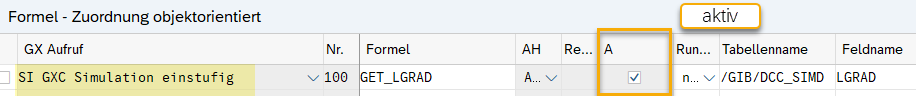 Formel - Zuordnung objektorientiert
aktiv
GX Aufruf Nr. Formel AH Re... A Run... Tabellenname Feldname
SI GXC Simulation einstufig 100 GET_LGRAD A... n... /GIB/DCC_SIMD LGRAD